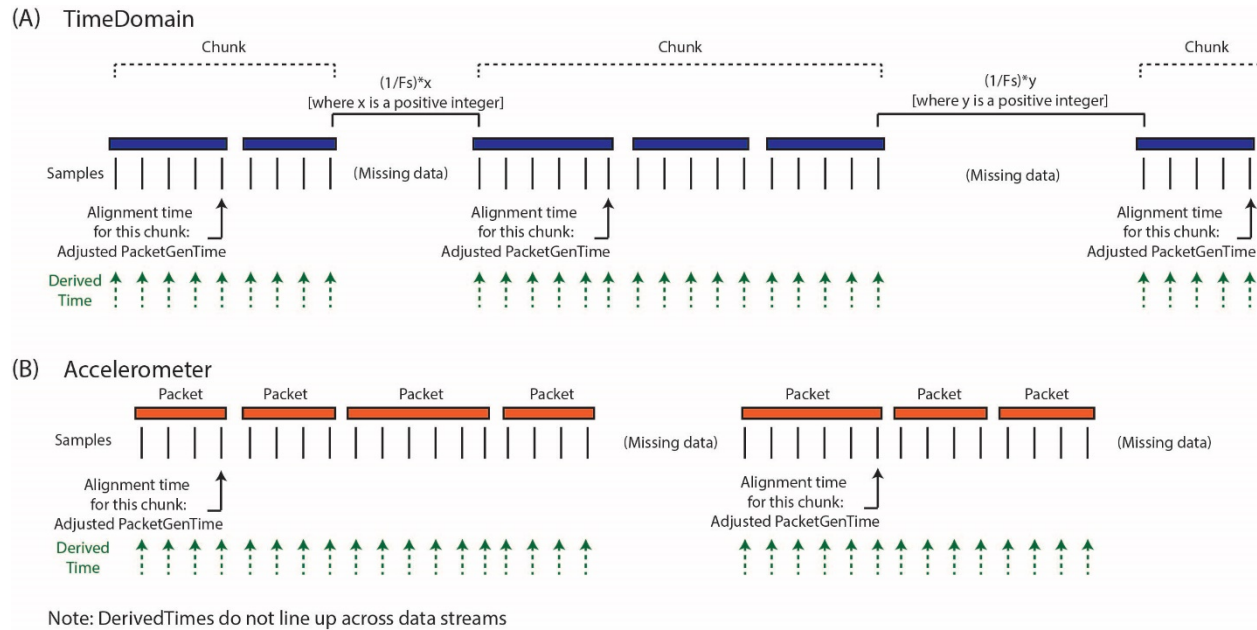 (A) TimeDomain
Chunk
Chunk
Chunk
(1/Fs)*x
[where x is a positive integer]
(1/Fs)*y
[where y is a positive integer]
Samples
(Missing data)
(Missing data)
Alignment time
for this chunk:
Adjusted PacketGenTime
Alignment time
for this chunk:
Adjusted PacketGenTime
Alignment time
for this chunk:
Adjusted PacketGenTime
Derived
Time
(B) Accelerometer
Packet
Packet
Packet
Packet
Packet
Packet
Packet
Samples
(Missing data)
(Missing data)
Alignment time
for this chunk:
Adjusted PacketGenTime
Alignment time
for this chunk:
Adjusted PacketGenTime
Derived
Time
Note: DerivedTimes do not line up across data streams